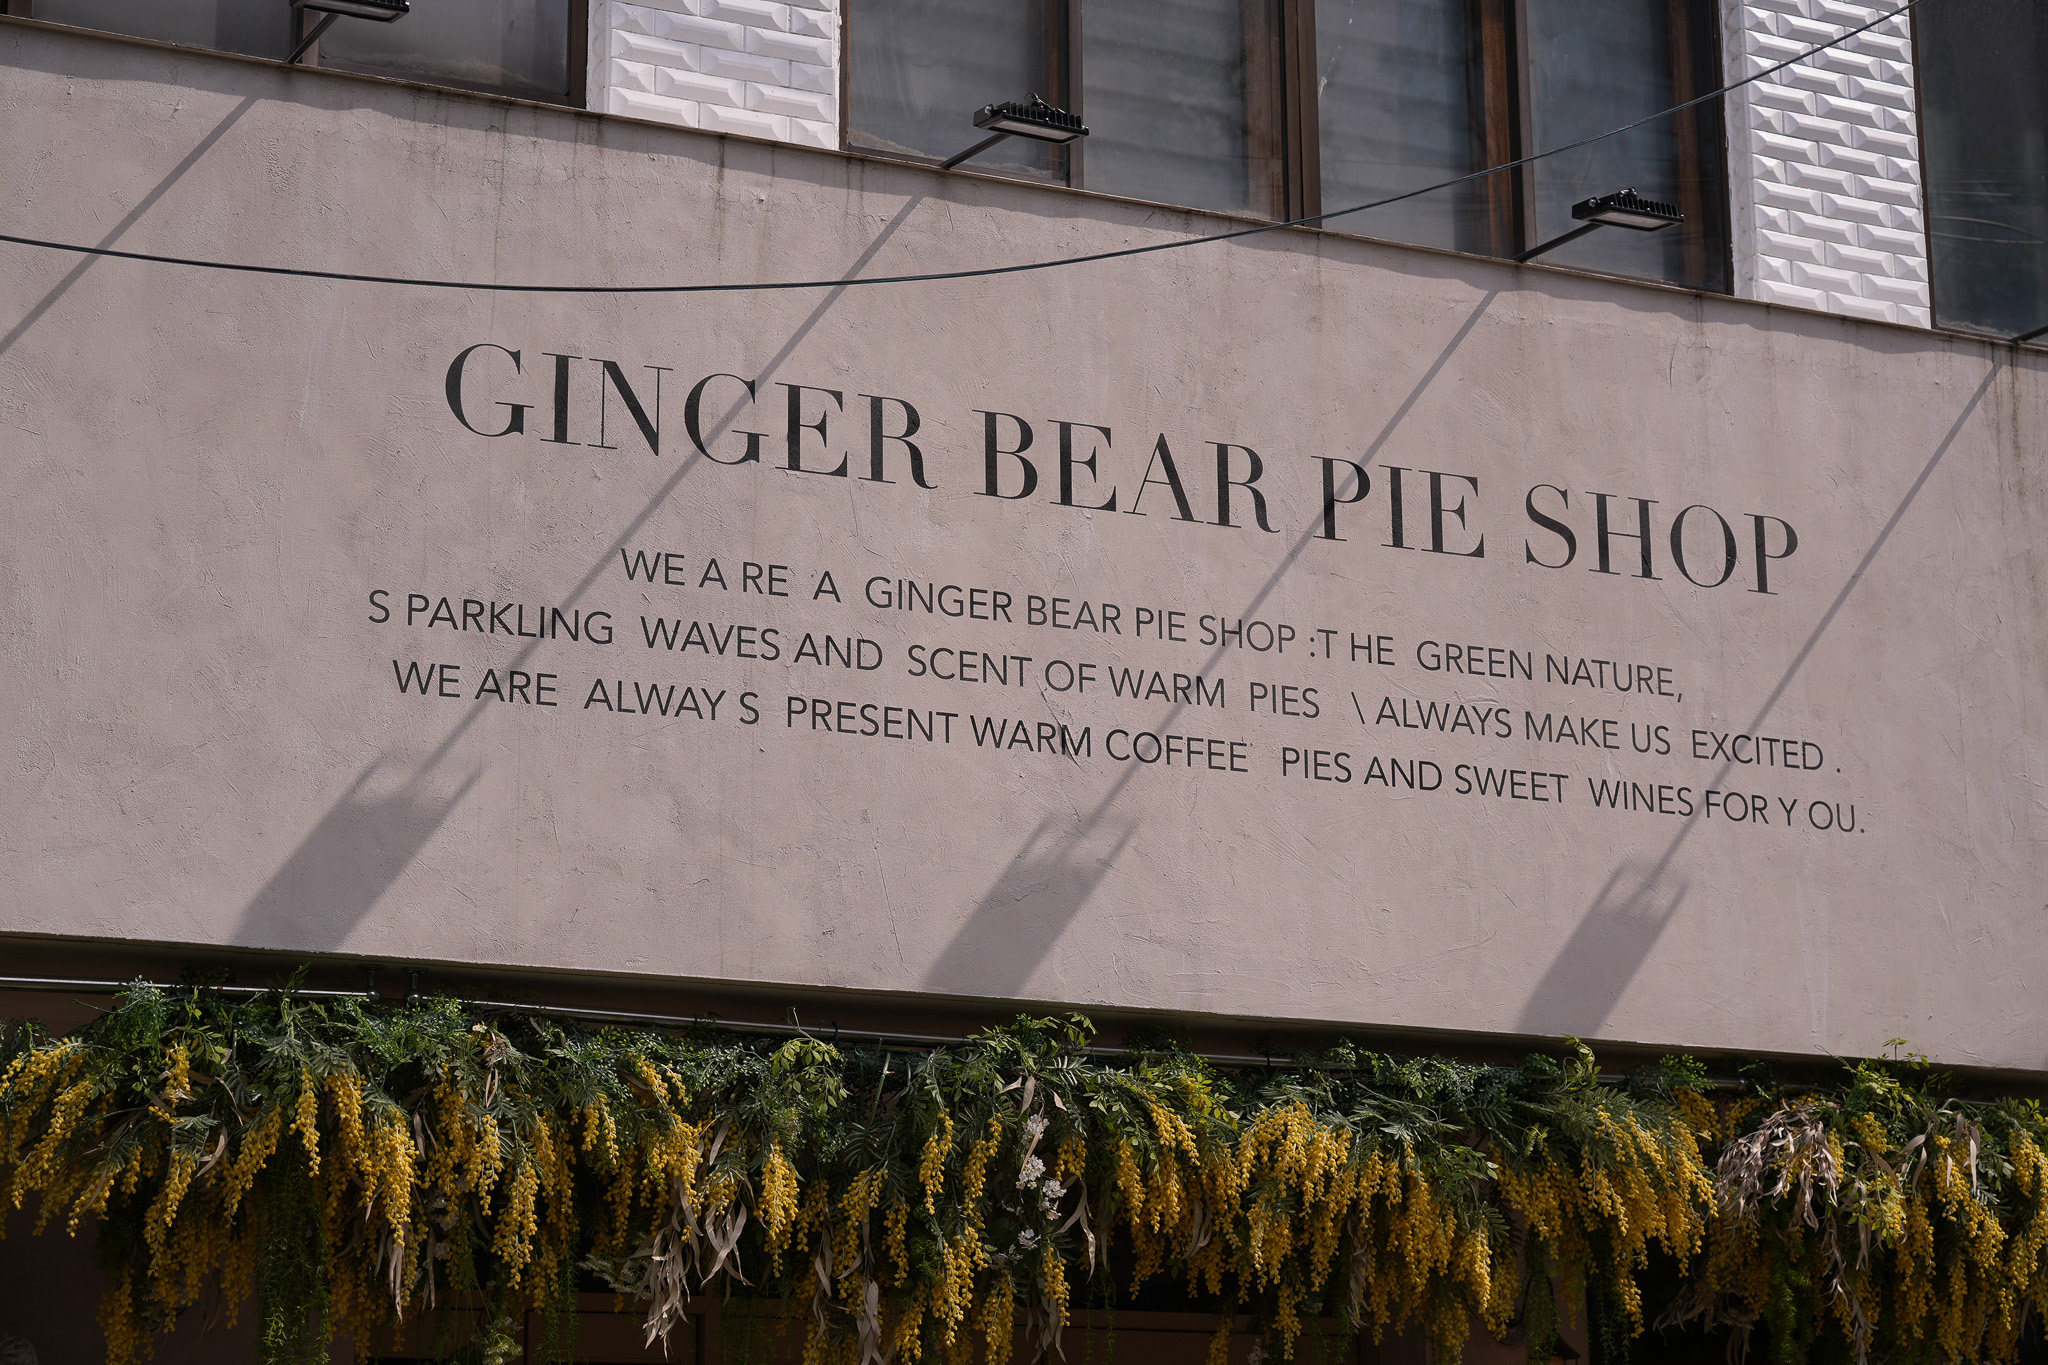 GINGER BEAR PIE SHOP
WE A RE A GINGER BEAR PIE SHOP :T HE GREEN NATURE,
S PARKLING WAVES AND SCENT OF WARM PIES \ ALWAYS MAKE US EXCITED .
WE ARE ALWAY S PRESENT WARM COFFEE PIES AND SWEET WINES FOR Y OU.